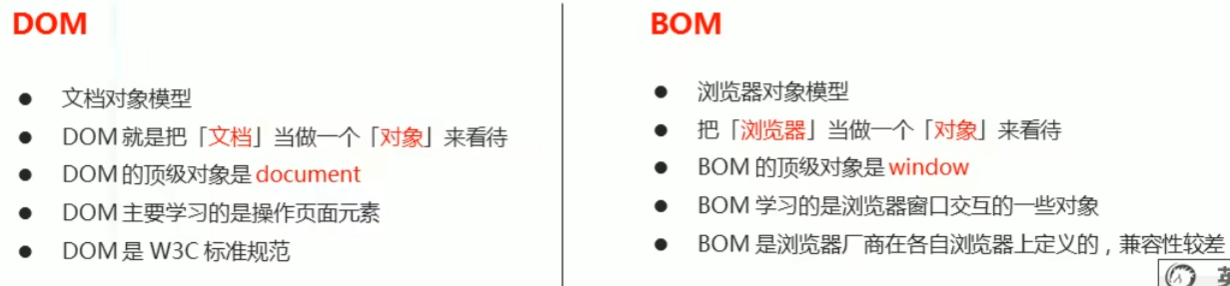 DOM
● 文档对象模型
● DOM 就是把「文档」当做一个「对象」来看待
● DOM 的顶级对象是 document
● DOM 主要学习的是操作页面元素
● DOM 是 W3C 标准规范
BOM
● 浏览器对象模型
● 把「浏览器」当做一个「对象」来看待
● BOM 的顶级对象是 window
● BOM 学习的是浏览器窗口交互的一些对象
● BOM 是浏览器厂商在各自浏览器上定义的，兼容性较差